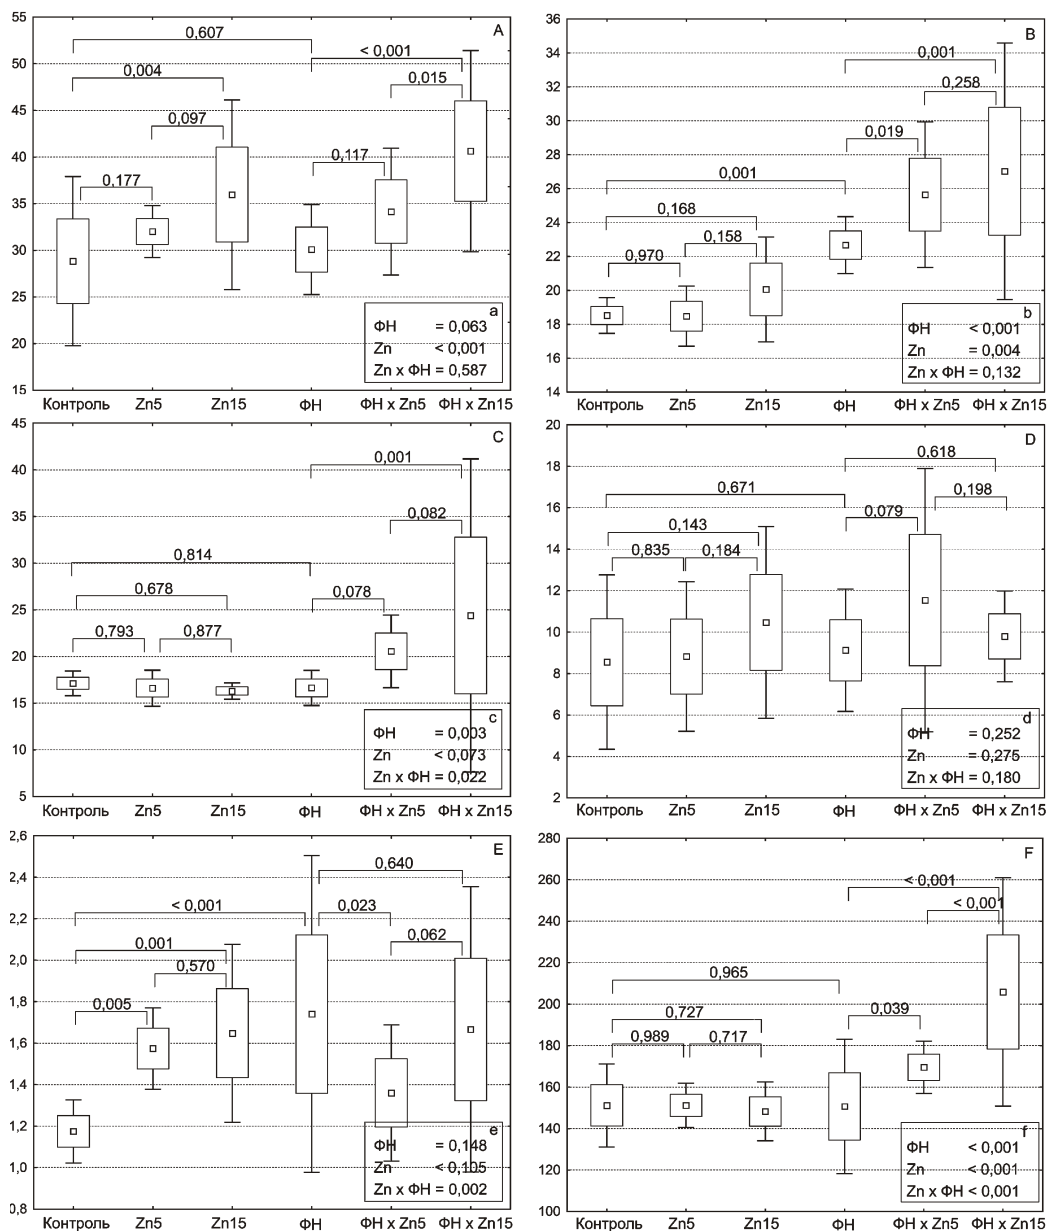 55
50
45
40
35
30
25
20
15
A
0,607
< 0,001
0,004
0,015
0,097
0,117
0,177
a
ФН = 0,063
Zn < 0,001
Zn x ФН = 0,587
Контроль Zn5 Zn15 ФН ФН x Zn5 ФН x Zn15
36
34
32
30
28
26
24
22
20
18
16
14
B
0,001
0,258
0,019
0,001
0,168
0,158
0,970
b
ФН < 0,001
Zn = 0,004
Zn x ФН = 0,132
Контроль Zn5 Zn15 ФН ФН x Zn5 ФН x Zn15
45
40
35
30
25
20
15
10
5
C
0,001
0,082
0,814
0,678
0,078
0,793
0,877
c
ФН = 0,003
Zn < 0,073
Zn x ФН = 0,022
Контроль Zn5 Zn15 ФН ФН x Zn5 ФН x Zn15
20
18
16
14
12
10
8
6
4
2
D
0,618
0,198
0,671
0,079
0,143
0,835
0,184
d
ФН = 0,252
Zn = 0,275
Zn x ФН = 0,180
Контроль Zn5 Zn15 ФН ФН x Zn5 ФН x Zn15
2,6
2,4
2,2
2,0
1,8
1,6
1,4
1,2
1,0
0,8
E
0,640
< 0,001
0,023
0,001
0,062
0,570
0,005
e
ФН = 0,148
Zn < 0,105
Zn x ФН = 0,002
Контроль Zn5 Zn15 ФН ФН x Zn5 ФН x Zn15
280
260
240
220
200
180
160
140
120
100
F
< 0,001
< 0,001
0,965
0,039
0,727
0,989
0,717
f
ФН < 0,001
Zn < 0,001
Zn x ФН < 0,001
Контроль Zn5 Zn15 ФН ФН x Zn5 ФН x Zn15